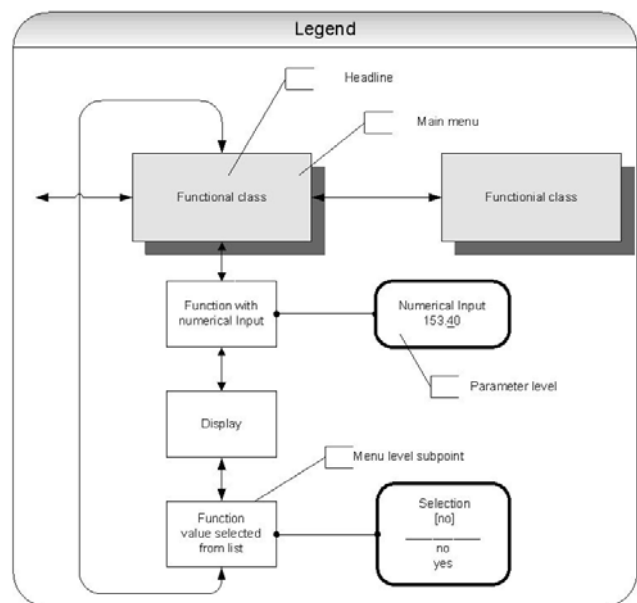 Legend
Headline
Main menu
Functional class
Functionial class
Function with
numerical Input
Numerical Input
153.40
Parameter level
Display
Menu level subpoint
Function
value selected
from list
Selection
[no]
no
yes